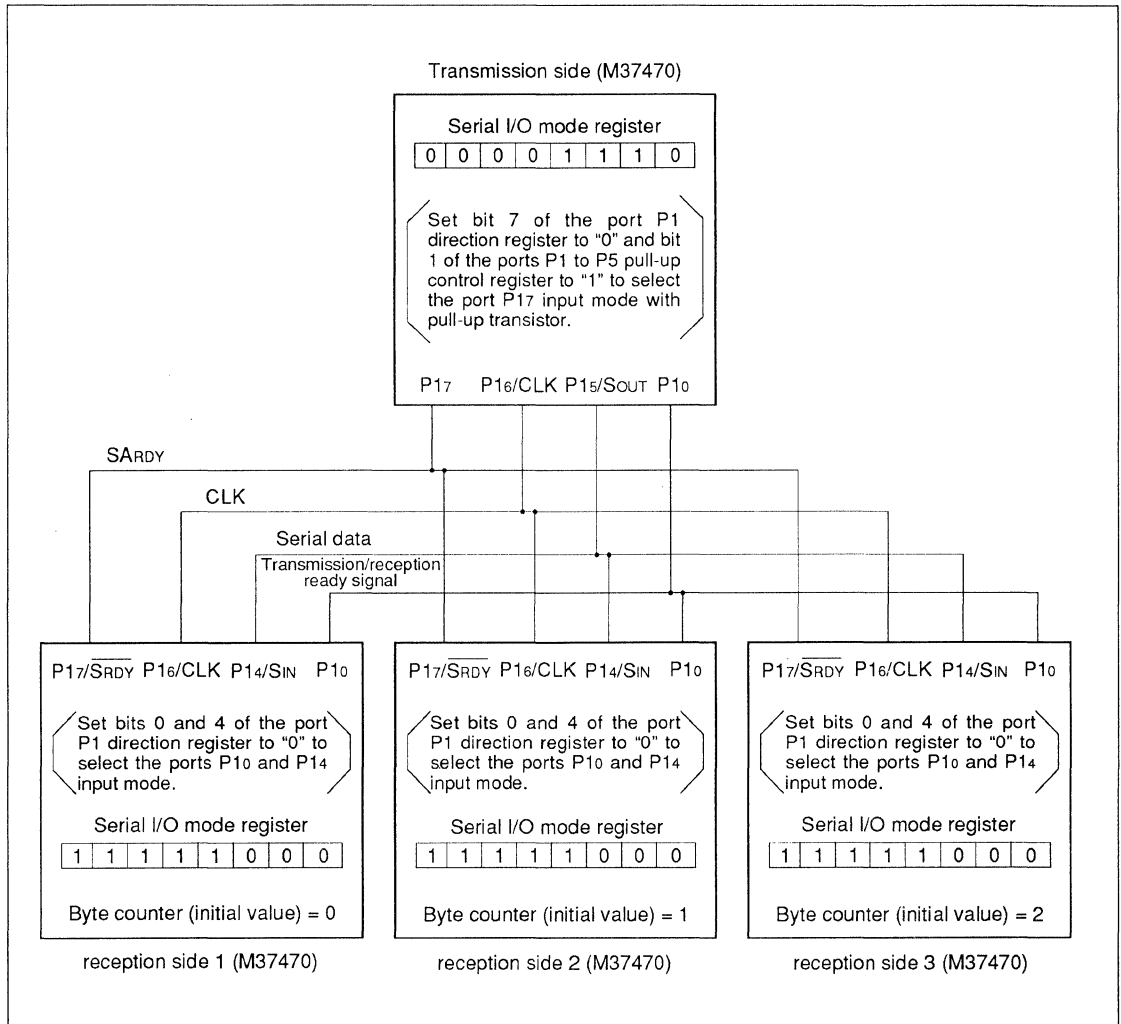 Transmission side (M37470)
Serial I/O mode register
0 0 0 0 1 1 1 0
Set bit 7 of the port P1
direction register to “0” and bit
1 of the ports P1 to P5 pull-up
control register to “1” to select
the port P17 input mode with
pull-up transistor.
P17 P16/CLK P15/SOUT P10
SARDY
CLK
Serial data
Transmission/reception
ready signal
P17/SRDY P16/CLK P14/SIN P10
Set bits 0 and 4 of the port
P1 direction register to “0” to
select the ports P10 and P14
input mode.
Serial I/O mode register
1 1 1 1 1 0 0 0
Byte counter (initial value) = 0
reception side 1 (M37470)
P17/SRDY P16/CLK P14/SIN P10
Set bits 0 and 4 of the port
P1 direction register to “0” to
select the ports P10 and P14
input mode.
Serial I/O mode register
1 1 1 1 1 0 0 0
Byte counter (initial value) = 1
reception side 2 (M37470)
P17/SRDY P16/CLK P14/SIN P10
Set bits 0 and 4 of the port
P1 direction register to “0” to
select the ports P10 and P14
input mode.
Serial I/O mode register
1 1 1 1 1 0 0 0
Byte counter (initial value) = 2
reception side 3 (M37470)